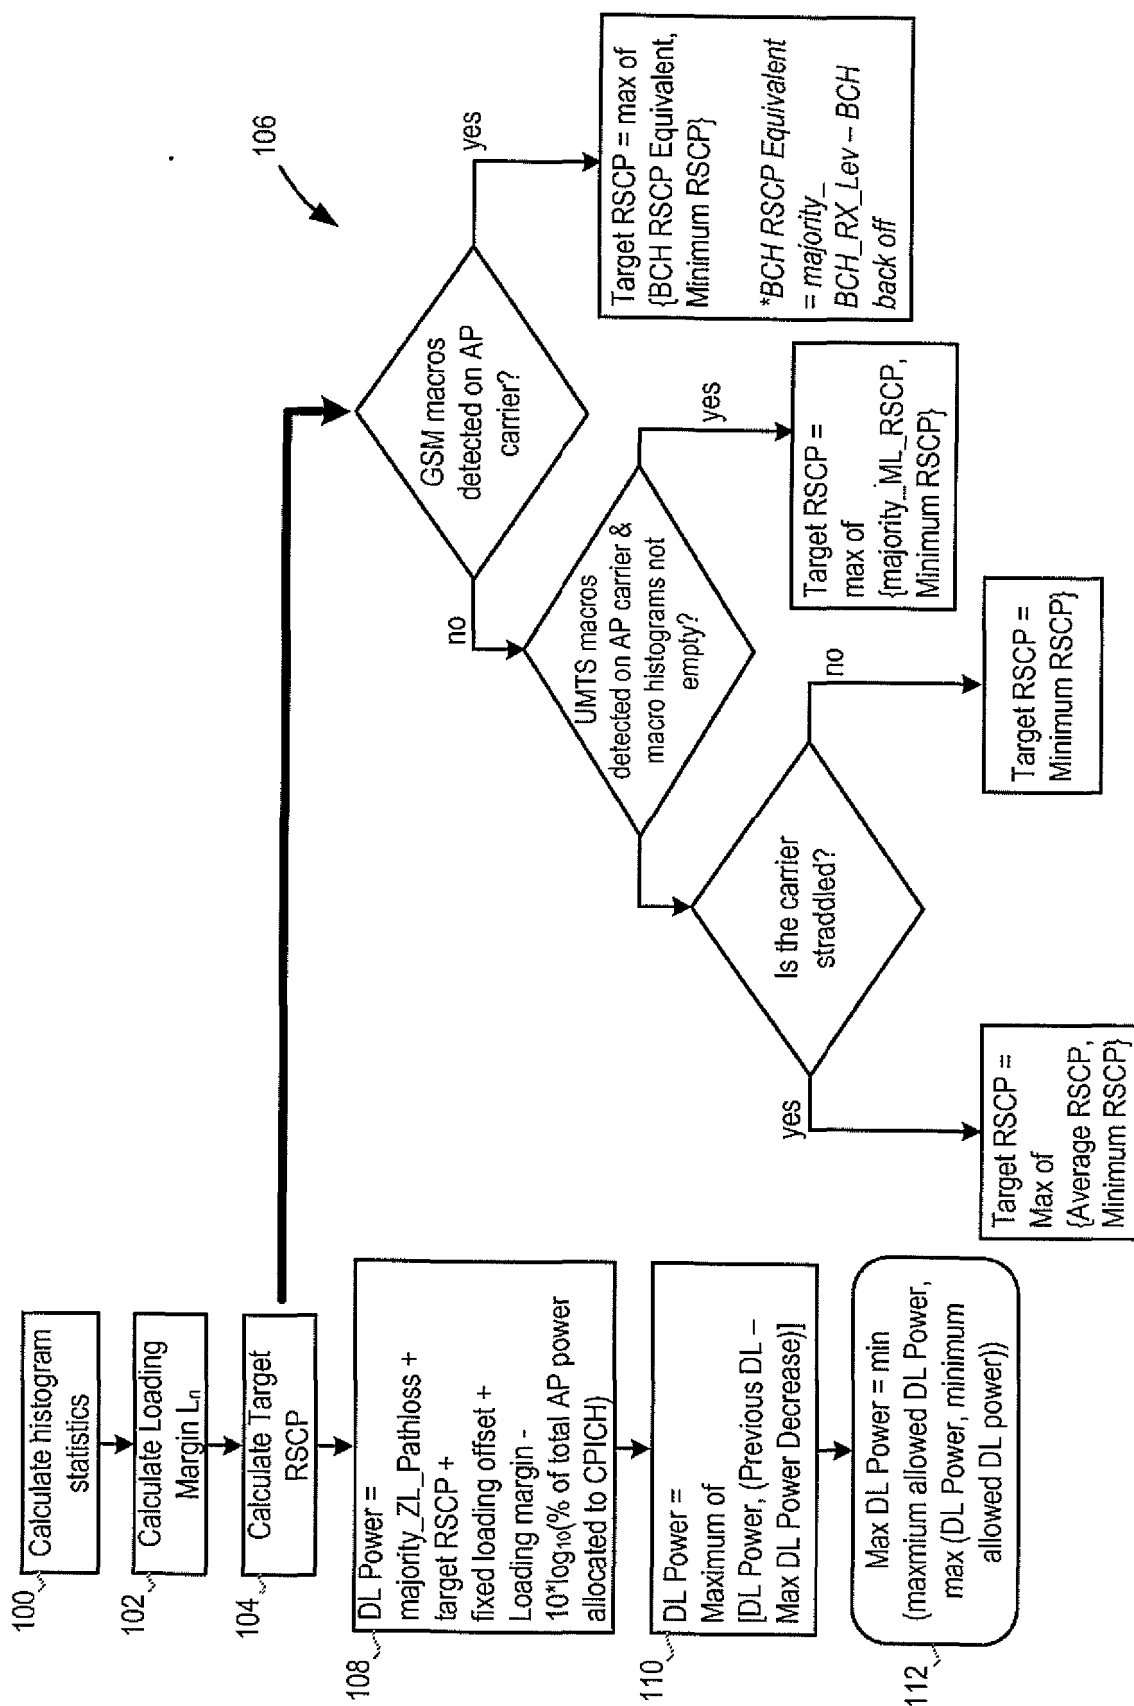 100
Calculate histogram
statistics
102
Calculate Loading
Margin Lₙ
104
Calculate Target
RSCP
108
DL Power =
majority_ZL_Pathloss +
target RSCP +
fixed loading offset +
Loading margin -
10*log₁₀(% of total AP power
allocated to CPICH)
110
DL Power =
Maximum of
[DL Power, (Previous DL –
Max DL Power Decrease)]
112
Max DL Power = min
(maxmium allowed DL Power,
max (DL Power, minimum
allowed DL power))
106
GSM macros
detected on AP
carrier?
yes
Target RSCP = max of
{BCH RSCP Equivalent,
Minimum RSCP}
*BCH RSCP Equivalent
= majority_
BCH_RX_Lev – BCH
back off
no
UMTS macros
detected on AP carrier &
macro histograms not
empty?
yes
Target RSCP =
max of
{majority_ML_RSCP,
Minimum RSCP}
Is the carrier
straddled?
no
Target RSCP =
Minimum RSCP}
yes
Target RSCP =
Max of
{Average RSCP,
Minimum RSCP}